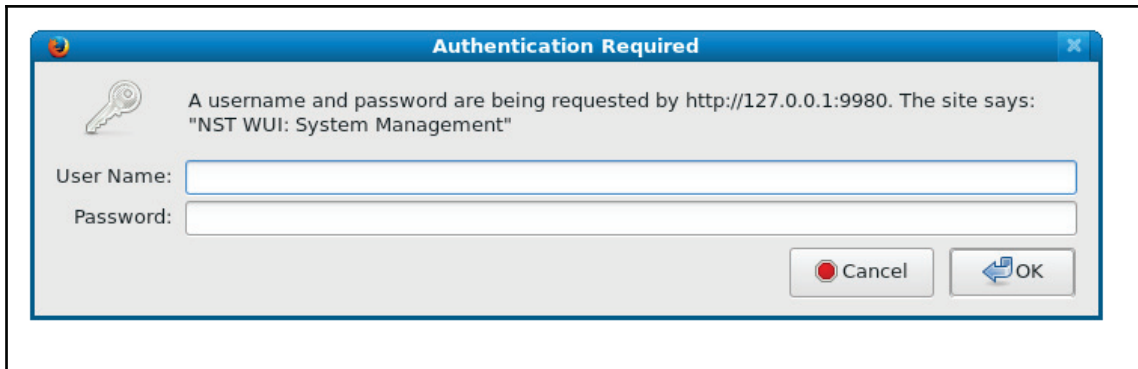 Authentication Required
A username and password are being requested by http://127.0.0.1:9980. The site says:
"NST WUI: System Management"
User Name:
Password:
Cancel OK